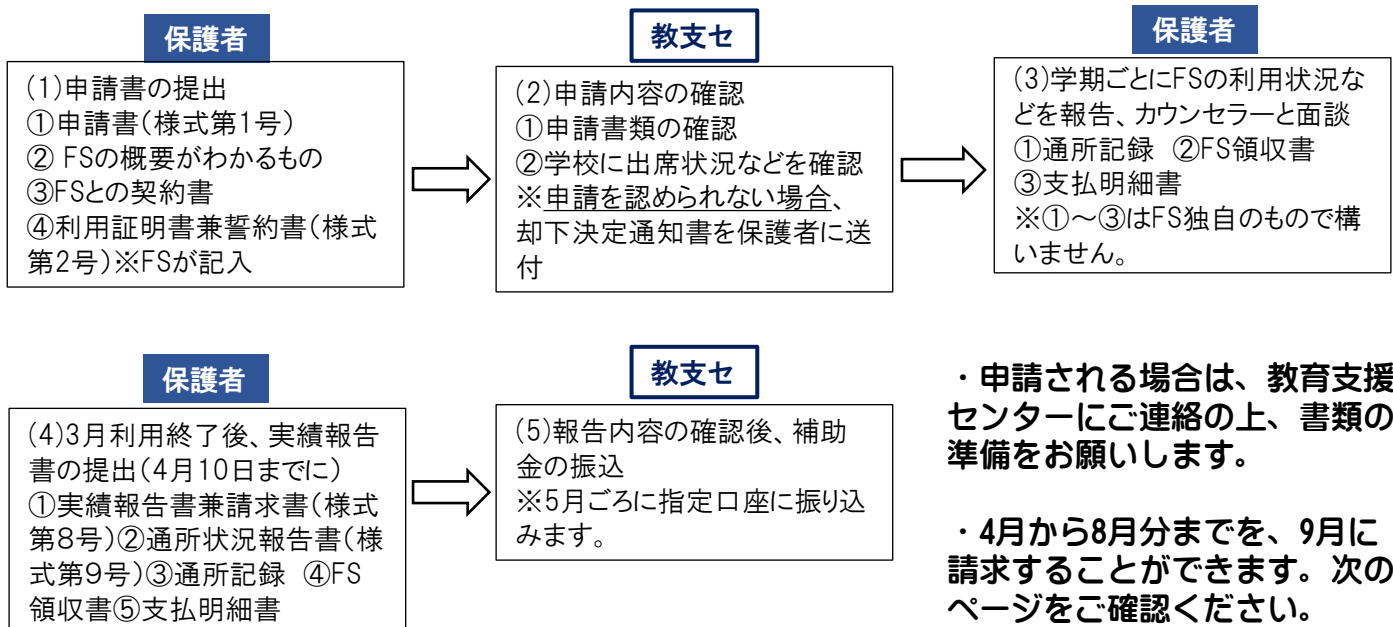 保護者
(1)申請書の提出
①申請書(様式第1号)
② FSの概要がわかるもの
③FSとの契約書
④利用証明書兼誓約書(様式
第2号)※FSが記入
教支セ
(2)申請内容の確認
①申請書類の確認
②学校に出席状況などを確認
※申請を認められない場合、
却下決定通知書を保護者に送
付
保護者
(3)学期ごとにFSの利用状況な
どを報告、カウンセラーと面談
①通所記録 ②FS領収書
③支払明細書
※①～③はFS独自のもので構
いません。
保護者
(4)3月利用終了後、実績報告
書の提出(4月10日までに)
①実績報告書兼請求書(様式
第8号)②通所状況報告書(様
式第9号)③通所記録 ④FS
領収書⑤支払明細書
教支セ
(5)報告内容の確認後、補助
金の振込
※5月ごろに指定口座に振り込
みます。
・申請される場合は、教育支援
センターにご連絡の上、書類の
準備をお願いします。
・4月から8月分までを、9月に
請求することができます。次の
ページをご確認ください。